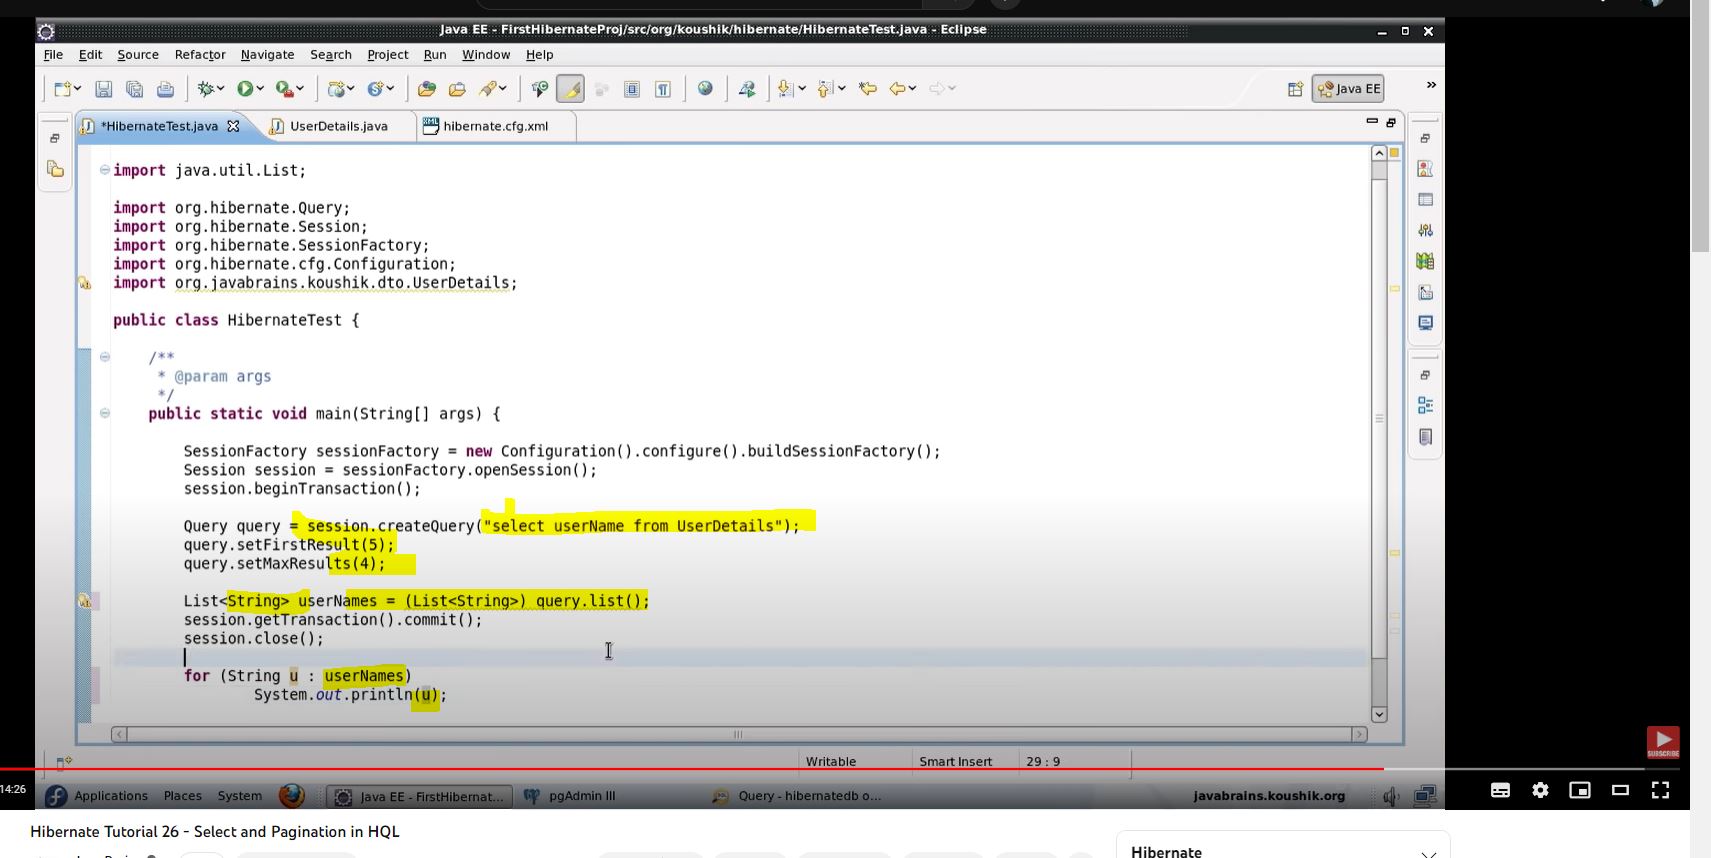 Java EE - FirstHibernateProj/src/org/koushik/hibernate/HibernateTest.java - Eclipse
File Edit Source Refactor Navigate Search Project Run Window Help
Java EE »
*HibernateTest.java UserDetails.java hibernate.cfg.xml
import java.util.List;
import org.hibernate.Query;
import org.hibernate.Session;
import org.hibernate.SessionFactory;
import org.hibernate.cfg.Configuration;
import org.javabrains.koushik.dto.UserDetails;
public class HibernateTest {
/**
* @param args
*/
public static void main(String[] args) {
SessionFactory sessionFactory = new Configuration().configure().buildSessionFactory();
Session session = sessionFactory.openSession();
session.beginTransaction();
Query query = session.createQuery("select userName from UserDetails");
query.setFirstResult(5);
query.setMaxResults(4);
List<String> userNames = (List<String>) query.list();
session.getTransaction().commit();
session.close();
for (String u : userNames)
System.out.println(u);
SUBSCRIBE
Writable Smart Insert 29 : 9
14:26
Applications Places System Java EE - FirstHibernat... pgAdmin III Query - hibernatedb o... javabrains.koushik.org
Hibernate Tutorial 26 - Select and Pagination in HQL
Hibernate